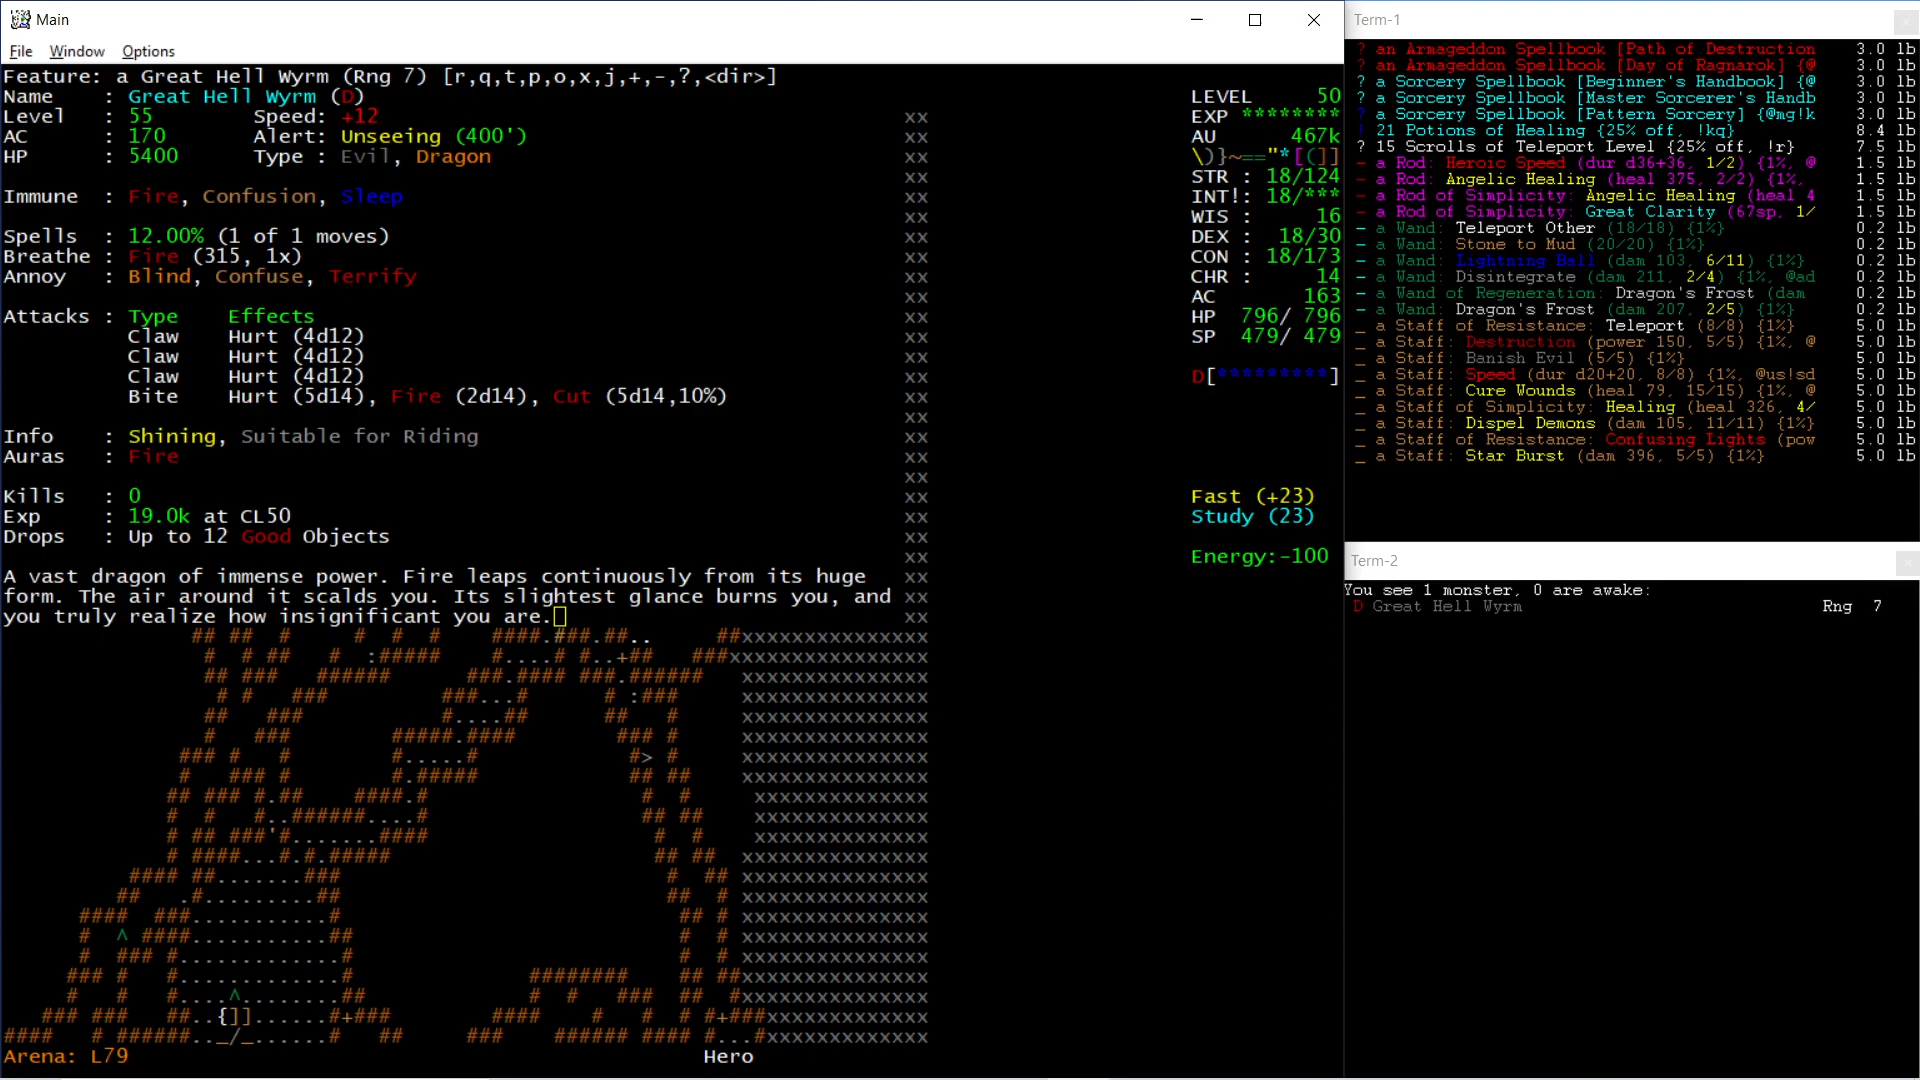 Main
File Window Options
Feature: a Great Hell Wyrm (Rng 7) [r,q,t,p,o,x,j,+,-,?,<dir>]
Name : Great Hell Wyrm (D)
Level : 55 Speed: +12
AC : 170 Alert: Unseeing (400')
HP : 5400 Type : Evil, Dragon
Immune : Fire, Confusion, Sleep
Spells : 12.00% (1 of 1 moves)
Breathe : Fire (315, 1x)
Annoy : Blind, Confuse, Terrify
Attacks : Type Effects
Claw Hurt (4d12)
Claw Hurt (4d12)
Claw Hurt (4d12)
Bite Hurt (5d14), Fire (2d14), Cut (5d14,10%)
Info : Shining, Suitable for Riding
Auras : Fire
Kills : 0
Exp : 19.0k at CL50
Drops : Up to 12 Good Objects
A vast dragon of immense power. Fire leaps continuously from its huge
form. The air around it scalds you. Its slightest glance burns you, and
you truly realize how insignificant you are.
Arena: L79 Hero
LEVEL 50
EXP ********
AU 467k
\)}~=="*[(]]
STR : 18/124
INT!: 18/***
WIS : 16
DEX : 18/30
CON : 18/173
CHR : 14
AC 163
HP 796/ 796
SP 479/ 479
D[*********]
Fast (+23)
Study (23)
Energy:-100
Term-1
? an Armageddon Spellbook [Path of Destruction 3.0 lb
? an Armageddon Spellbook [Day of Ragnarok] {@ 3.0 lb
? a Sorcery Spellbook [Beginner's Handbook] {@ 3.0 lb
? a Sorcery Spellbook [Master Sorcerer's Handb 3.0 lb
? a Sorcery Spellbook [Pattern Sorcery] {@mg!k 3.0 lb
! 21 Potions of Healing {25% off, !kq} 8.4 lb
? 15 Scrolls of Teleport Level {25% off, !r} 7.5 lb
- a Rod: Heroic Speed (dur d36+36, 1/2) {1%, @ 1.5 lb
- a Rod: Angelic Healing (heal 375, 2/2) {1%, 1.5 lb
- a Rod of Simplicity: Angelic Healing (heal 4 1.5 lb
- a Rod of Simplicity: Great Clarity (67sp, 1/ 1.5 lb
- a Wand: Teleport Other (18/18) {1%} 0.2 lb
- a Wand: Stone to Mud (20/20) {1%} 0.2 lb
- a Wand: Lightning Ball (dam 103, 6/11) {1%} 0.2 lb
- a Wand: Disintegrate (dam 211, 2/4) {1%, @ad 0.2 lb
- a Wand of Regeneration: Dragon's Frost (dam 0.2 lb
- a Wand: Dragon's Frost (dam 207, 2/5) {1%} 0.2 lb
_ a Staff of Resistance: Teleport (8/8) {1%} 5.0 lb
_ a Staff: Destruction (power 150, 5/5) {1%, @ 5.0 lb
_ a Staff: Banish Evil (5/5) {1%} 5.0 lb
_ a Staff: Speed (dur d20+20, 8/8) {1%, @us!sd 5.0 lb
_ a Staff: Cure Wounds (heal 79, 15/15) {1%, @ 5.0 lb
_ a Staff of Simplicity: Healing (heal 326, 4/ 5.0 lb
_ a Staff: Dispel Demons (dam 105, 11/11) {1%} 5.0 lb
_ a Staff of Resistance: Confusing Lights (pow 5.0 lb
_ a Staff: Star Burst (dam 396, 5/5) {1%} 5.0 lb
Term-2
You see 1 monster, 0 are awake:
D Great Hell Wyrm Rng 7